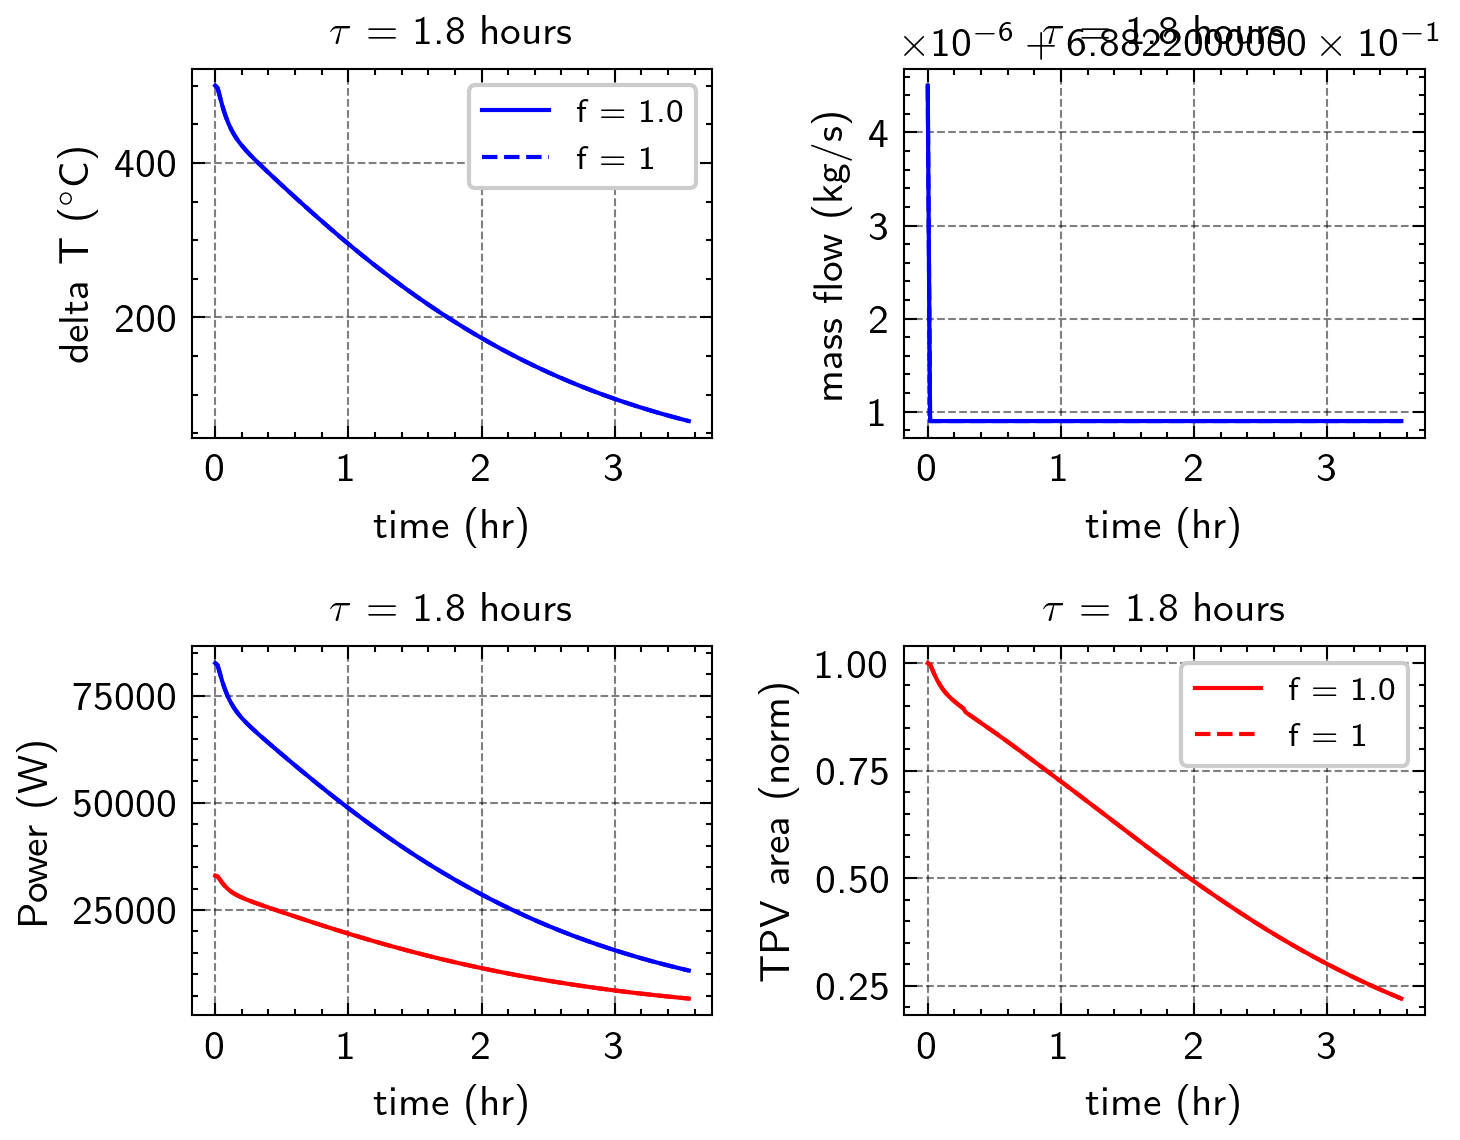 τ = 1.8 hours
delta T (°C)
400
200
f = 1.0
f = 1
0 1 2 3
time (hr)
τ = 1.8 hours
×10⁻⁶ + 6.8822000000 × 10⁻¹
mass flow (kg/s)
4
3
2
1
0 1 2 3
time (hr)
τ = 1.8 hours
Power (W)
75000
50000
25000
0 1 2 3
time (hr)
τ = 1.8 hours
TPV area (norm)
1.00
0.75
0.50
0.25
f = 1.0
f = 1
0 1 2 3
time (hr)